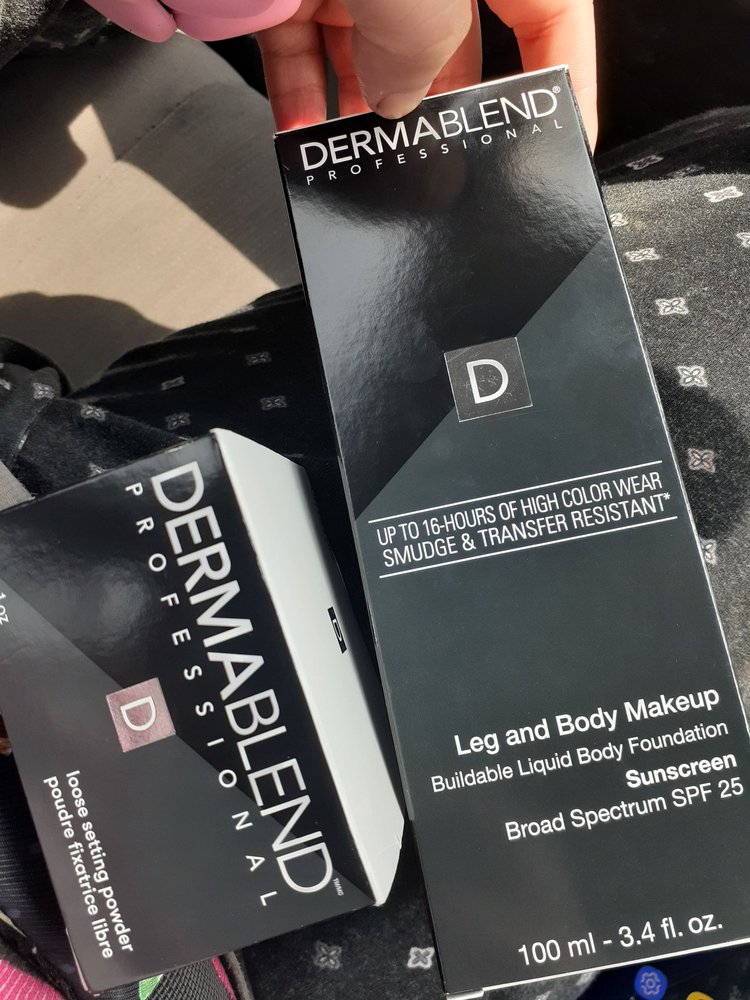 DERMABLEND®
PROFESSIONAL
D
UP TO 16-HOURS OF HIGH COLOR WEAR
SMUDGE & TRANSFER RESISTANT*
Leg and Body Makeup
Buildable Liquid Body Foundation
Sunscreen
Broad Spectrum SPF 25
100 ml - 3.4 fl. oz.
DERMABLEND
PROFESSIONAL
D
loose setting powder
poudre fixatrice libre
1 oz
D